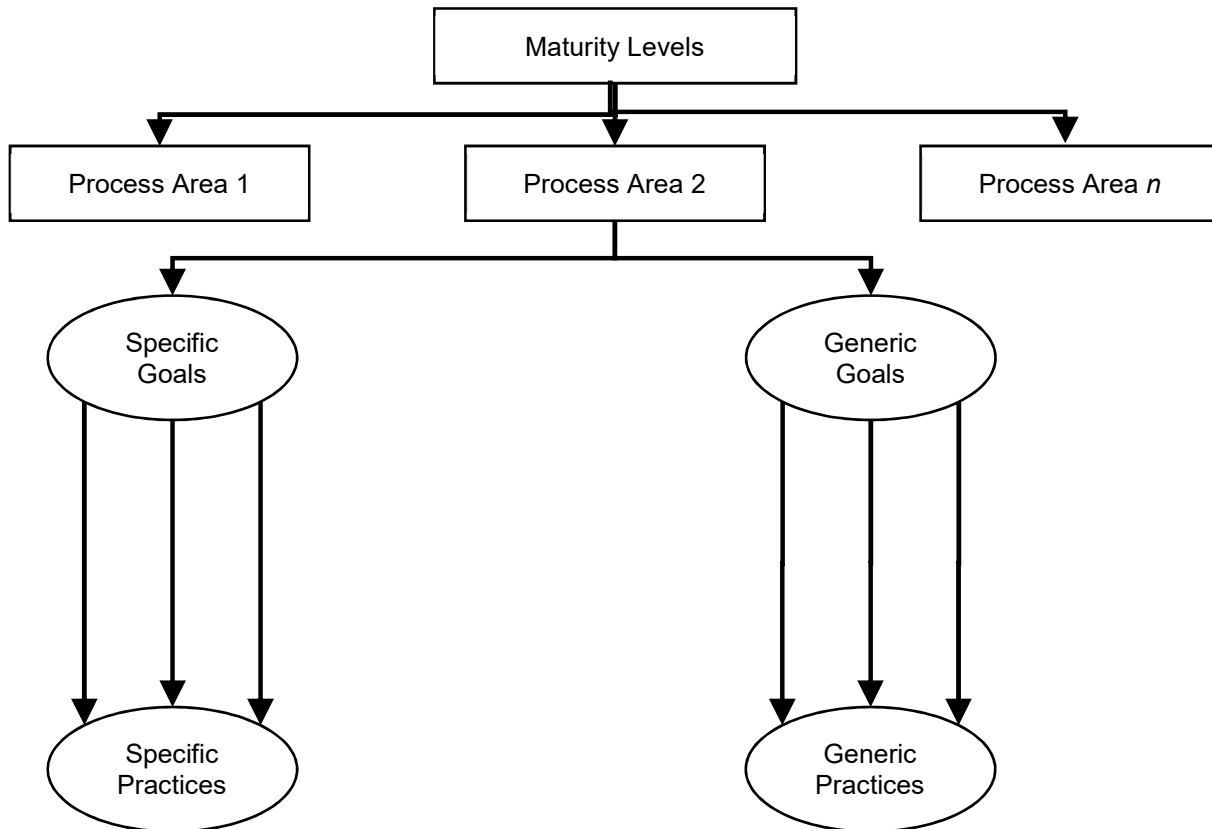 Maturity Levels
Process Area 1
Process Area 2
Process Area n
Specific
Goals
Generic
Goals
Specific
Practices
Generic
Practices